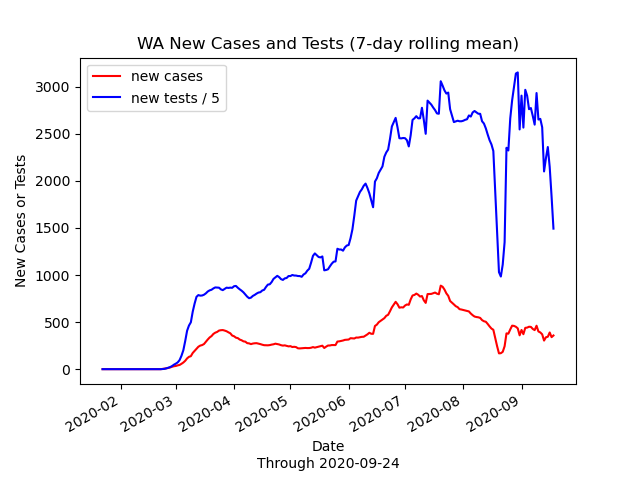 WA New Cases and Tests (7-day rolling mean)
new cases
new tests / 5
New Cases or Tests
3000
2500
2000
1500
1000
500
0
2020-02
2020-03
2020-04
2020-05
2020-06
2020-07
2020-08
2020-09
Date
Through 2020-09-24